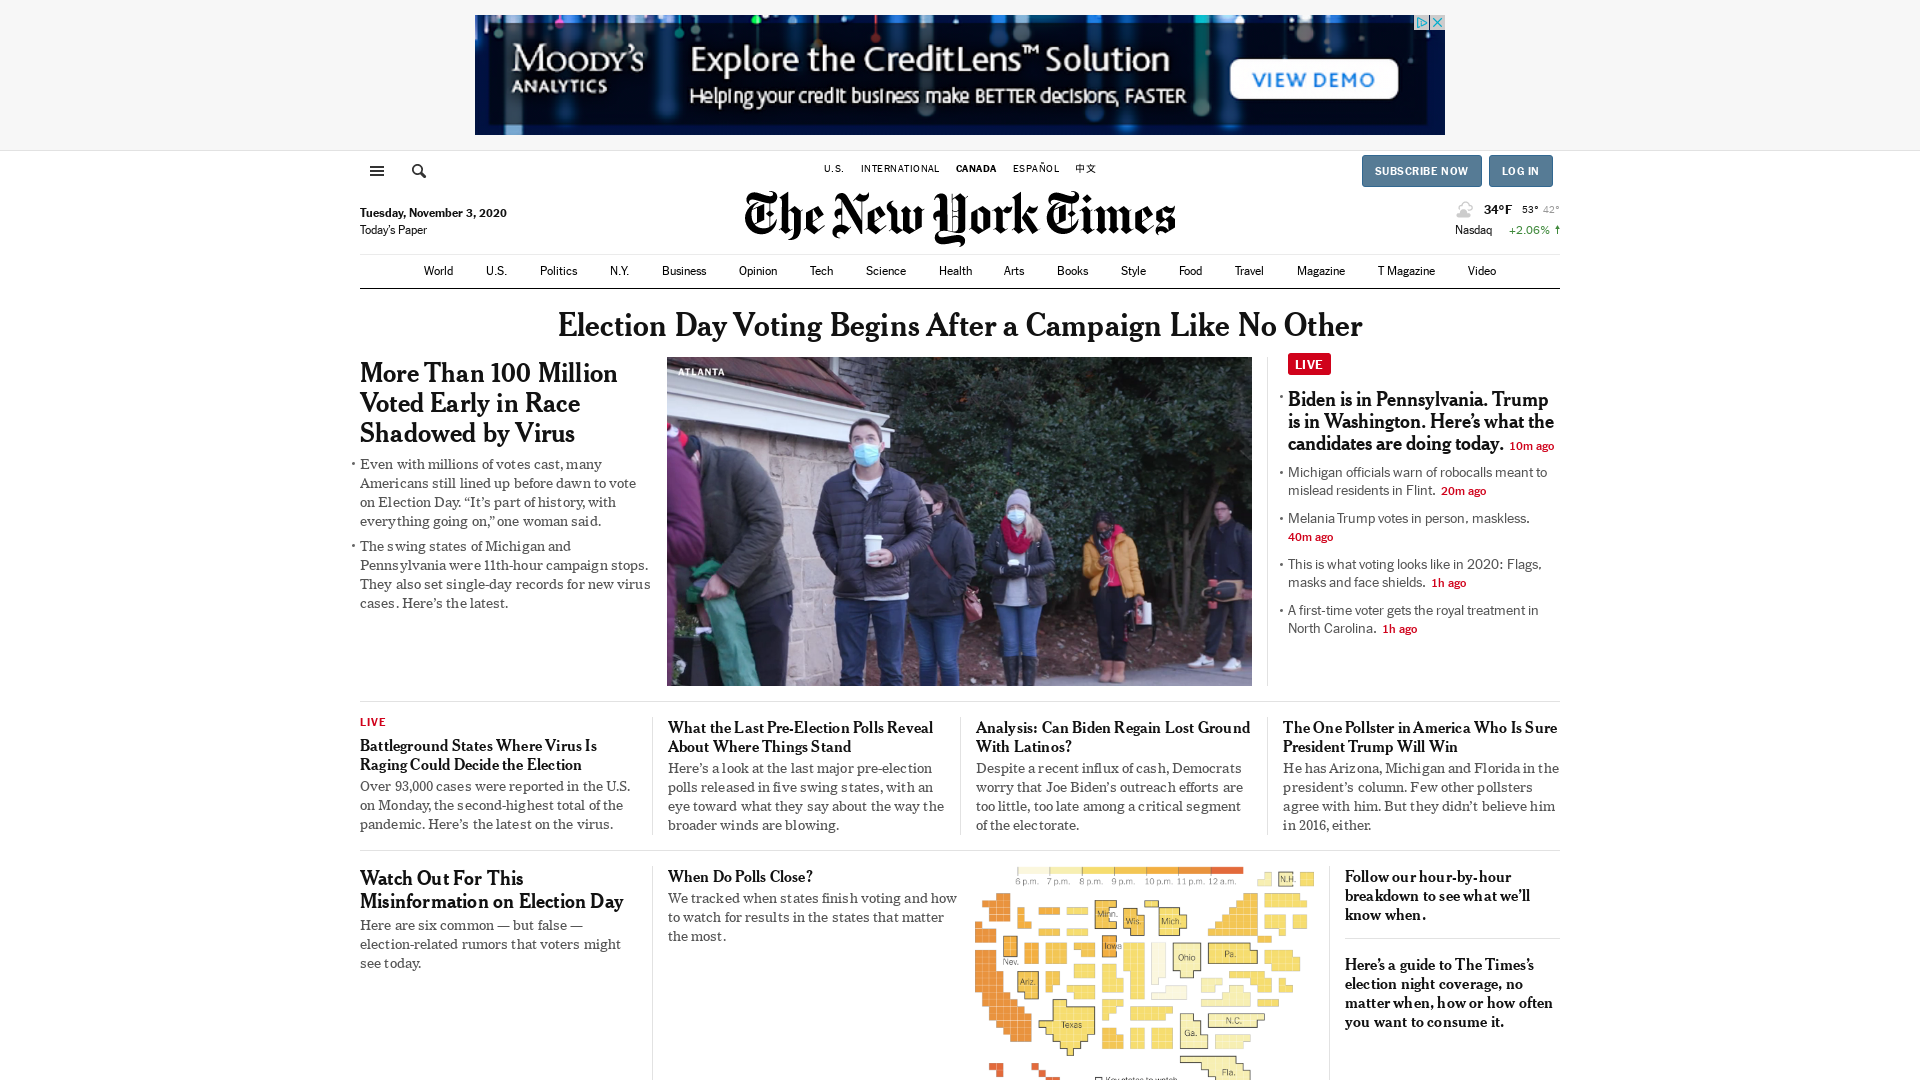 MOODY'S
ANALYTICS
Explore the CreditLens™ Solution
Helping your credit business make BETTER decisions, FASTER
VIEW DEMO
U.S. INTERNATIONAL CANADA ESPAÑOL 中文
SUBSCRIBE NOW LOG IN
The New York Times
Tuesday, November 3, 2020
Today's Paper
34°F 53° 42°
Nasdaq +2.06% ↑
World U.S. Politics N.Y. Business Opinion Tech Science Health Arts Books Style Food Travel Magazine T Magazine Video
Election Day Voting Begins After a Campaign Like No Other
More Than 100 Million
Voted Early in Race
Shadowed by Virus
Even with millions of votes cast, many
Americans still lined up before dawn to vote
on Election Day. “It’s part of history, with
everything going on,” one woman said.
The swing states of Michigan and
Pennsylvania were 11th-hour campaign stops.
They also set single-day records for new virus
cases. Here’s the latest.
ATLANTA
LIVE
Biden is in Pennsylvania. Trump
is in Washington. Here’s what the
candidates are doing today. 10m ago
Michigan officials warn of robocalls meant to
mislead residents in Flint. 20m ago
Melania Trump votes in person, maskless.
40m ago
This is what voting looks like in 2020: Flags,
masks and face shields. 1h ago
A first-time voter gets the royal treatment in
North Carolina. 1h ago
LIVE
Battleground States Where Virus Is
Raging Could Decide the Election
Over 93,000 cases were reported in the U.S.
on Monday, the second-highest total of the
pandemic. Here’s the latest on the virus.
What the Last Pre-Election Polls Reveal
About Where Things Stand
Here’s a look at the last major pre-election
polls released in five swing states, with an
eye toward what they say about the way the
broader winds are blowing.
Analysis: Can Biden Regain Lost Ground
With Latinos?
Despite a recent influx of cash, Democrats
worry that Joe Biden’s outreach efforts are
too little, too late among a critical segment
of the electorate.
The One Pollster in America Who Is Sure
President Trump Will Win
He has Arizona, Michigan and Florida in the
president’s column. Few other pollsters
agree with him. But they didn’t believe him
in 2016, either.
Watch Out For This
Misinformation on Election Day
Here are six common — but false —
election-related rumors that voters might
see today.
When Do Polls Close?
We tracked when states finish voting and how
to watch for results in the states that matter
the most.
6 p.m. 7 p.m. 8 p.m. 9 p.m. 10 p.m. 11 p.m. 12 a.m.
N.H.
Minn.
Wis.
Mich.
Iowa
Nev.
Ohio
Pa.
Ariz.
Texas
N.C.
Ga.
Fla.
Key states to watch
Follow our hour-by-hour
breakdown to see what we’ll
know when.
Here’s a guide to The Times’s
election night coverage, no
matter when, how or how often
you want to consume it.